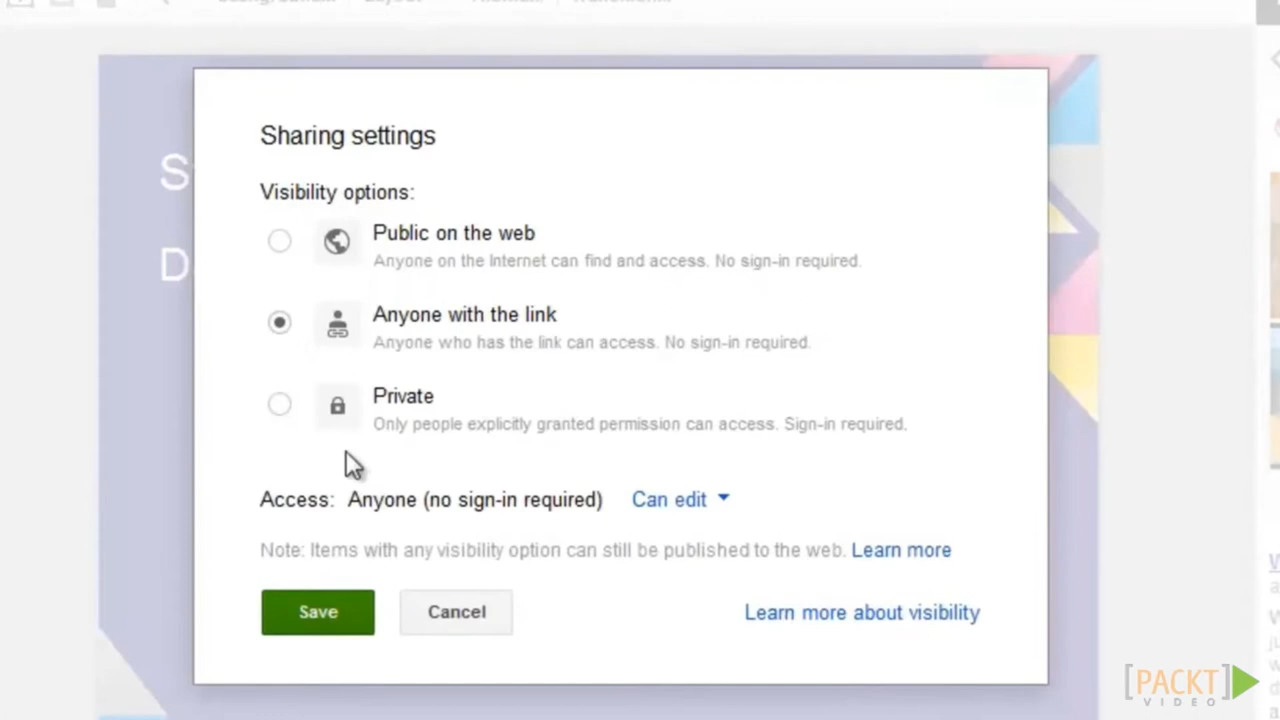 S
D
Sharing settings
Visibility options:
Public on the web
Anyone on the Internet can find and access. No sign-in required.
Anyone with the link
Anyone who has the link can access. No sign-in required.
Private
Only people explicitly granted permission can access. Sign-in required.
Access: Anyone (no sign-in required) Can edit
Note: Items with any visibility option can still be published to the web. Learn more
Save Cancel Learn more about visibility
[PACKT]
VIDEO